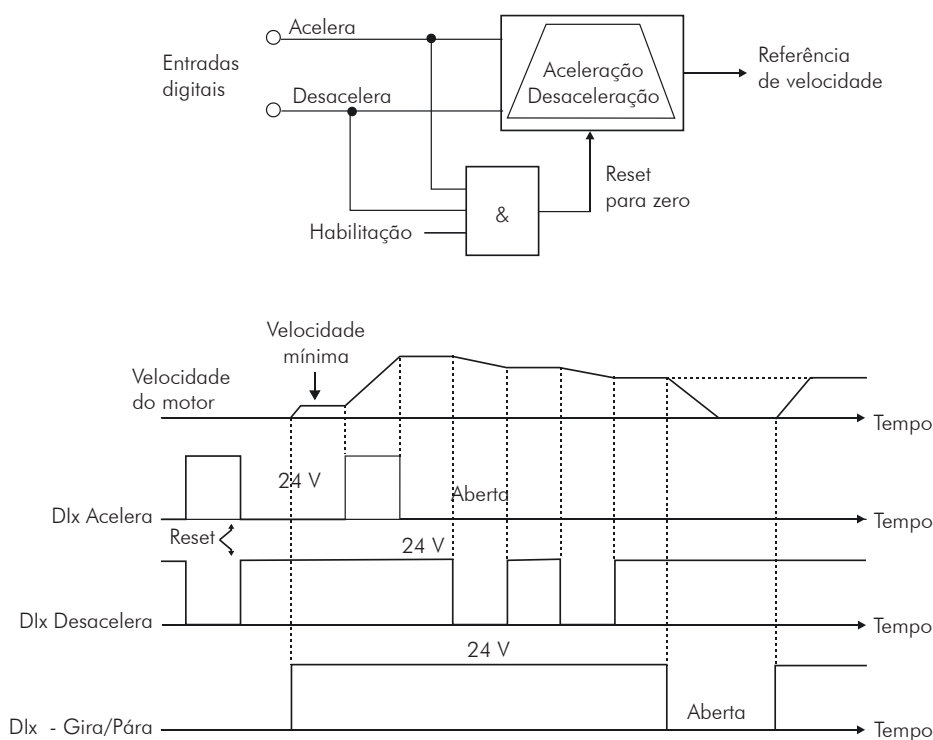 Acelera
Entradas
digitais
Desacelera
Aceleração
Desaceleração
Referência
de velocidade
Reset
para zero
&
Habilitação
Velocidade
mínima
Velocidade
do motor
Tempo
24 V
Aberta
DIx Acelera
Tempo
Reset
24 V
DIx Desacelera
Tempo
24 V
Aberta
DIx - Gira/Pára
Tempo